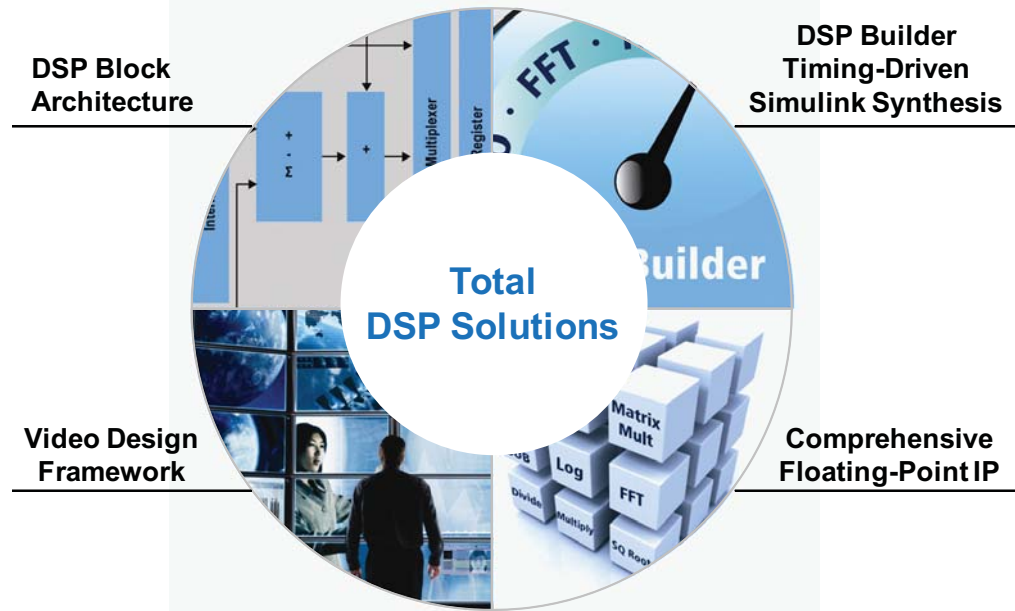 DSP Block
Architecture
DSP Builder
Timing-Driven
Simulink Synthesis
Σ · +
+
Multiplexer
Register
FFT
Builder
Total
DSP Solutions
Video Design
Framework
Comprehensive
Floating-Point IP
Matrix
Mult
Log
FFT
Divide
Multiply
SQ Root